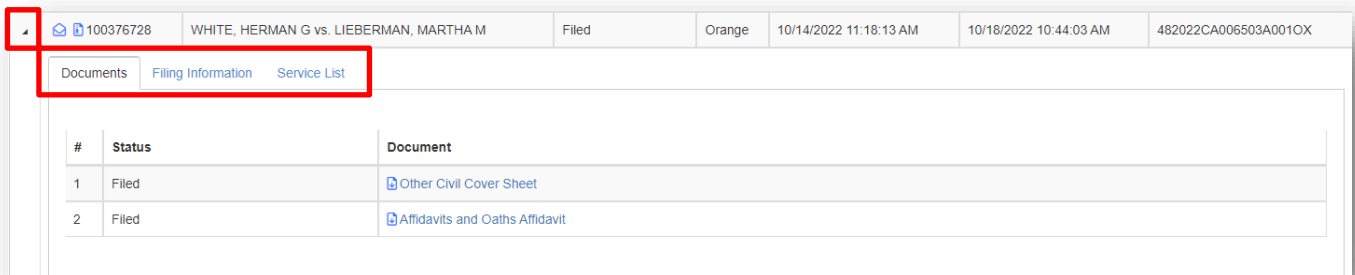 100376728 WHITE, HERMAN G vs. LIEBERMAN, MARTHA M Filed Orange 10/14/2022 11:18:13 AM 10/18/2022 10:44:03 AM 482022CA006503A001OX
Documents Filing Information Service List
# Status Document
1 Filed Other Civil Cover Sheet
2 Filed Affidavits and Oaths Affidavit